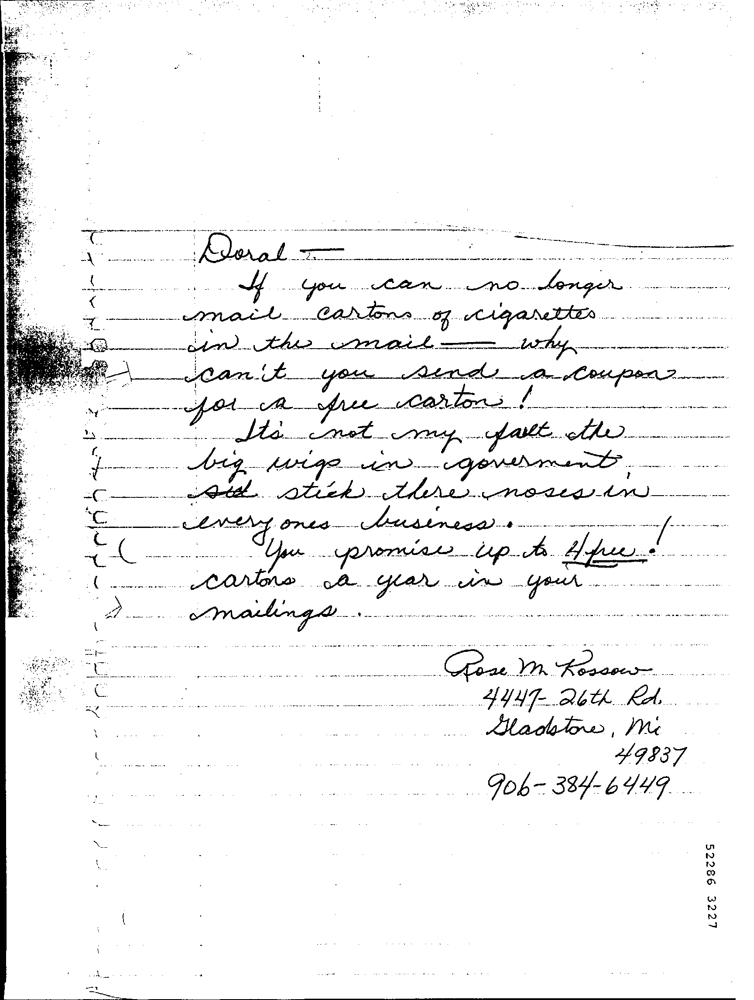 Doral —
If you can no longer
mail cartons of cigarettes
in the mail — why
can't you send a coupon
for a free carton!
It's not my falt the
big wigs in goverment
sid stick there noses in
everyones business.
You promise up to 4 free!
cartons a year in your
mailings.
Rose M Kossow
4447-26th Rd.
Gladstone, Mi
49837
906-384-6449
52286 3227